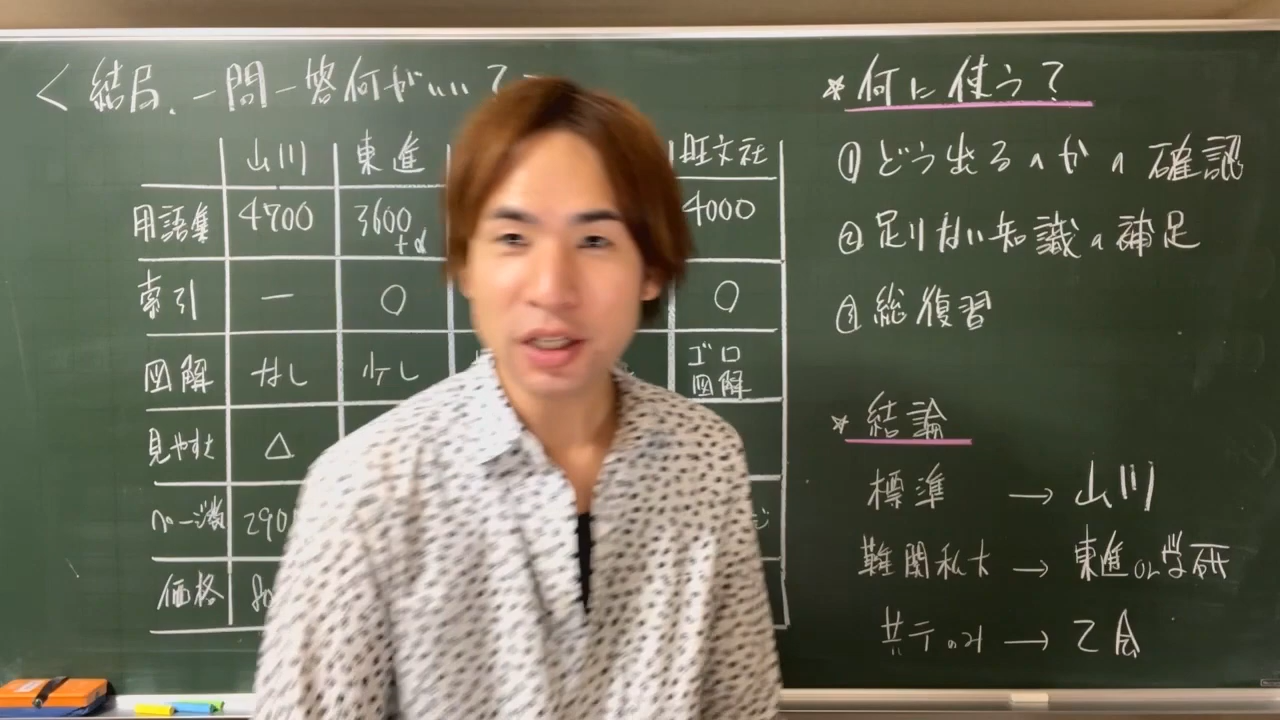 <結局、一問一答何がいい?>
山川 東進 旺文社
用語集 4700 3600+α 4000
索引 ー ○ ○
図解 なし 少し ゴロ図解
見やすさ △
ページ数 290
価格
*何に使う?
①どう出るのかの確認
②足りない知識の補足
③総復習
*結論
標準 → 山川
難関私大 → 東進or学研
共テのみ → Z会